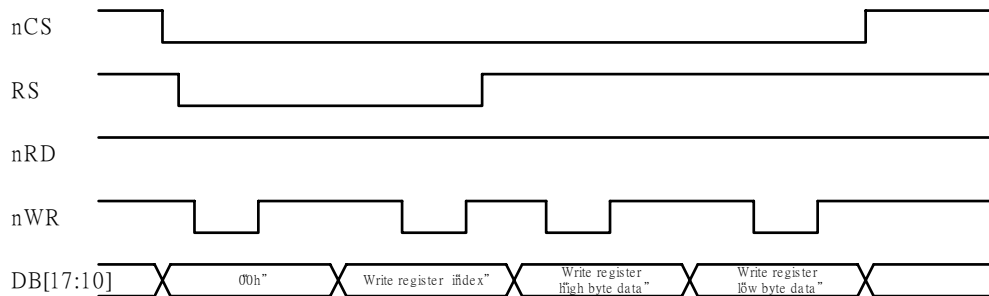 nCS
RS
nRD
nWR
DB[17:10]
"00h"
Write register "index"
Write register
"high byte data"
Write register
"low byte data"